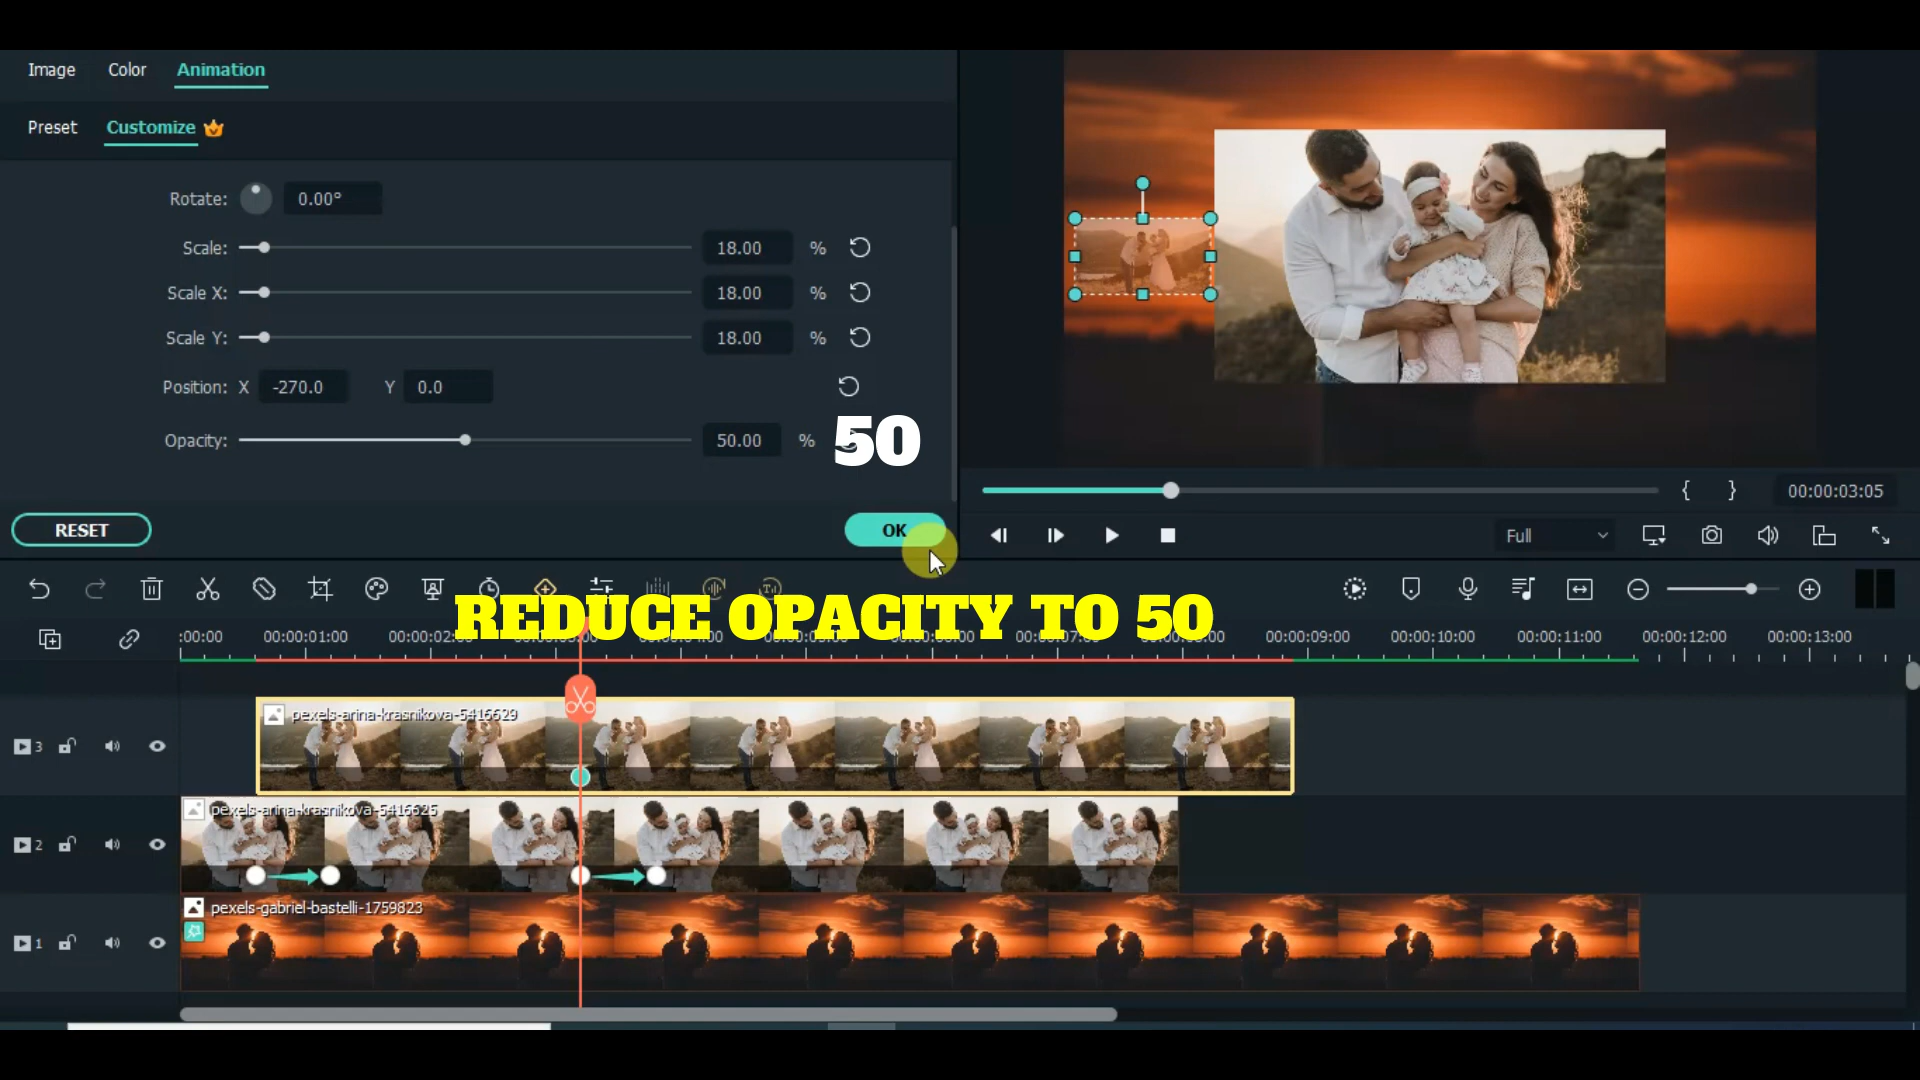 Image Color Animation
Preset Customize
Rotate: 0.00°
Scale: 18.00 %
Scale X: 18.00 %
Scale Y: 18.00 %
Position: X -270.0 Y 0.0
Opacity: 50.00 % 50
RESET OK
{ } 00:00:03:05
Full
REDUCE OPACITY TO 50
:00:00 00:00:01:00 00:00:02:00 00:00:09:00 00:00:10:00 00:00:11:00 00:00:12:00 00:00:13:00
pexels-arina-krasnikova-5416629
3
pexels-arina-krasnikova-5416625
2
pexels-gabriel-bastelli-1759823
1